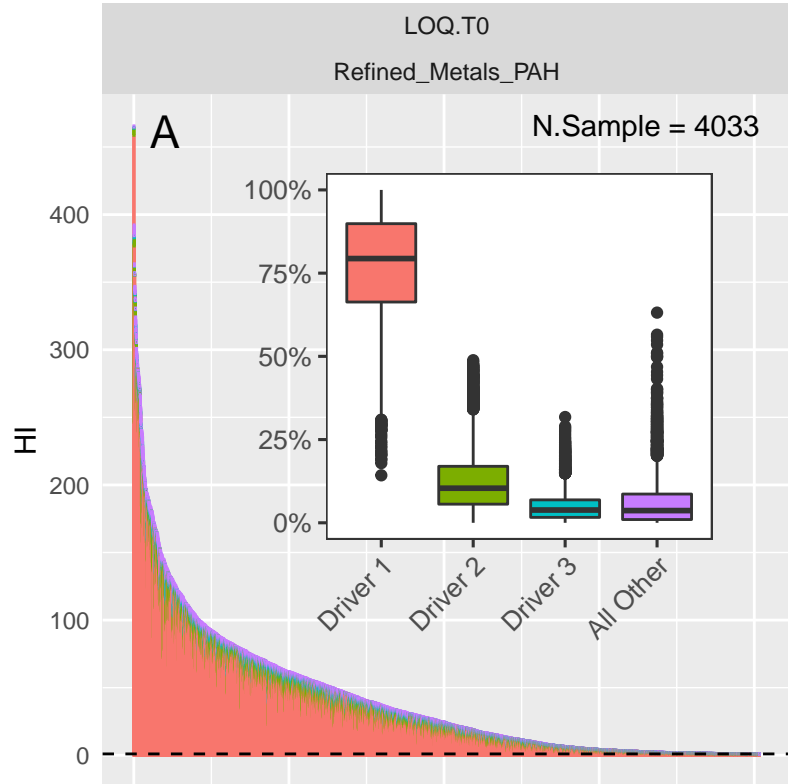 LOQ.T0
Refined_Metals_PAH
A
N.Sample = 4033
HI
400
300
200
100
0
100%
75%
50%
25%
0%
Driver 1
Driver 2
Driver 3
All Other